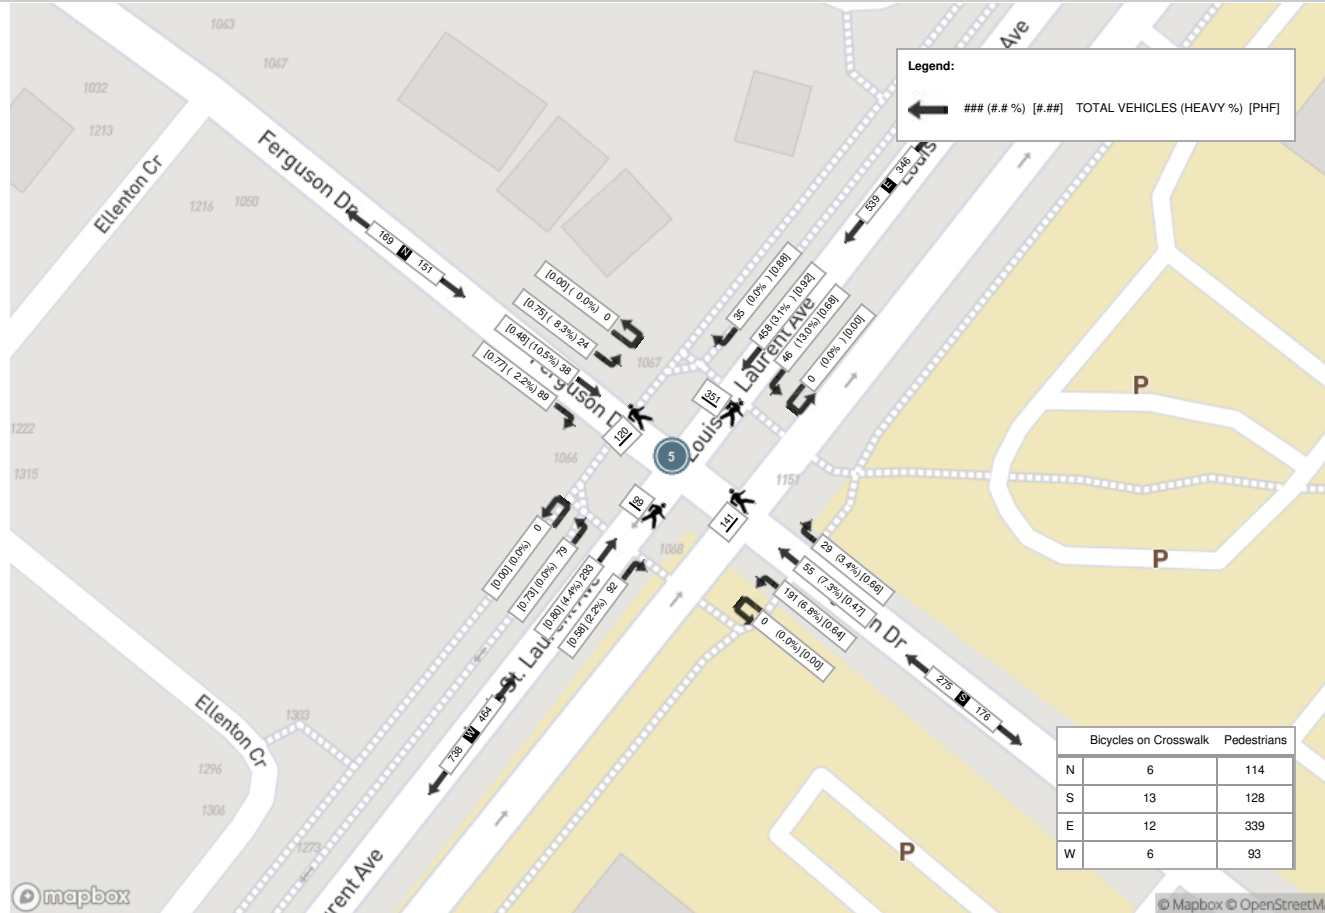 1043
1047
1032
1213
Ellenton Cr
Ferguson Dr
1216
1050
169 N 151
[0.00] ( 0.0%) 0
[0.75] ( 8.3%) 24
[0.48] (10.5%) 38
[0.77] ( 2.2%) 89
1067
Ave
Legend:
### (#.# %) [#.##] TOTAL VEHICLES (HEAVY %) [PHF]
539 E 346
35 (0.0% ) [0.88]
458 (3.1% ) [0.92]
46 (13.0%) [0.68]
0 (0.0% ) [0.00]
Laurent Ave
351
120
5
99
141
1222
1315
1066
1151
1068
P
P
P
[0.00] (0.0%) 0
[0.73] (0.0%) 79
[0.80] (4.4%) 293
[0.58] (2.2%) 92
29 (3.4%) [0.66]
55 (7.3%) [0.47]
191 (6.8%) [0.64]
0 (0.0%) [0.00]
275 S 176
738 W 464
Ellenton Cr
1303
1296
1306
1273
Bicycles on Crosswalk Pedestrians
N 6 114
S 13 128
E 12 339
W 6 93
mapbox
© Mapbox © OpenStreetM